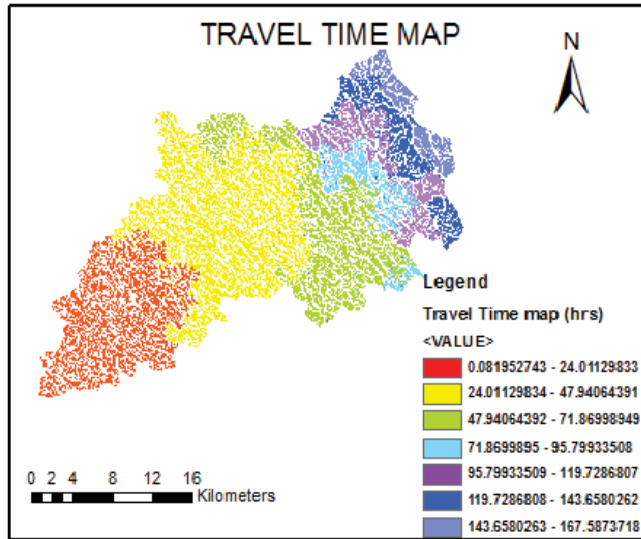 TRAVEL TIME MAP
N
Legend
Travel Time map (hrs)
<VALUE>
0.081952743 - 24.01129833
24.01129834 - 47.94064391
47.94064392 - 71.86998949
71.8699895 - 95.79933508
95.79933509 - 119.7286807
119.7286808 - 143.6580262
143.6580263 - 167.5873718
0 2 4 8 12 16
Kilometers